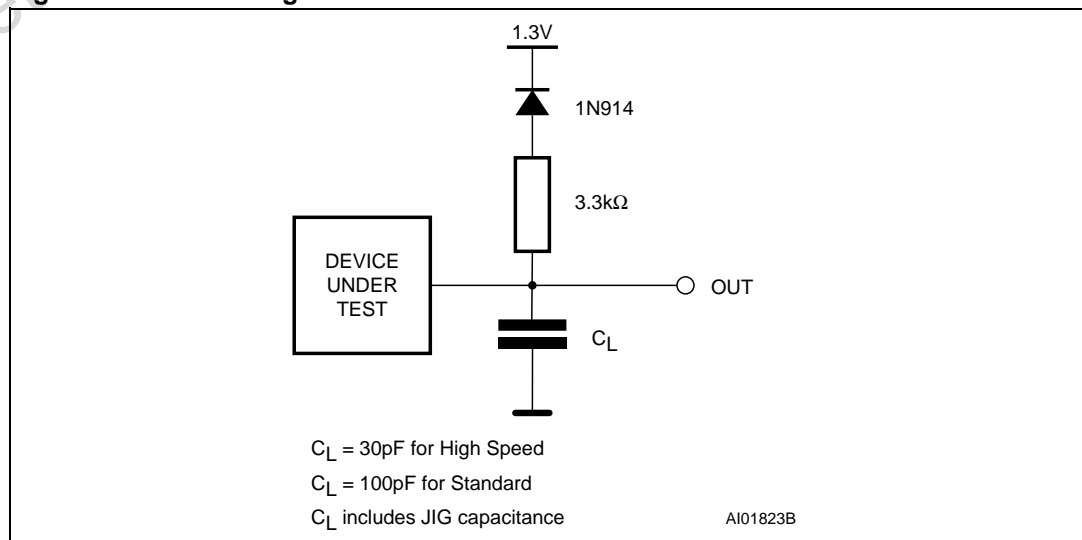 1.3V
1N914
3.3kΩ
DEVICE
UNDER
TEST
OUT
CL
CL = 30pF for High Speed
CL = 100pF for Standard
CL includes JIG capacitance
AI01823B